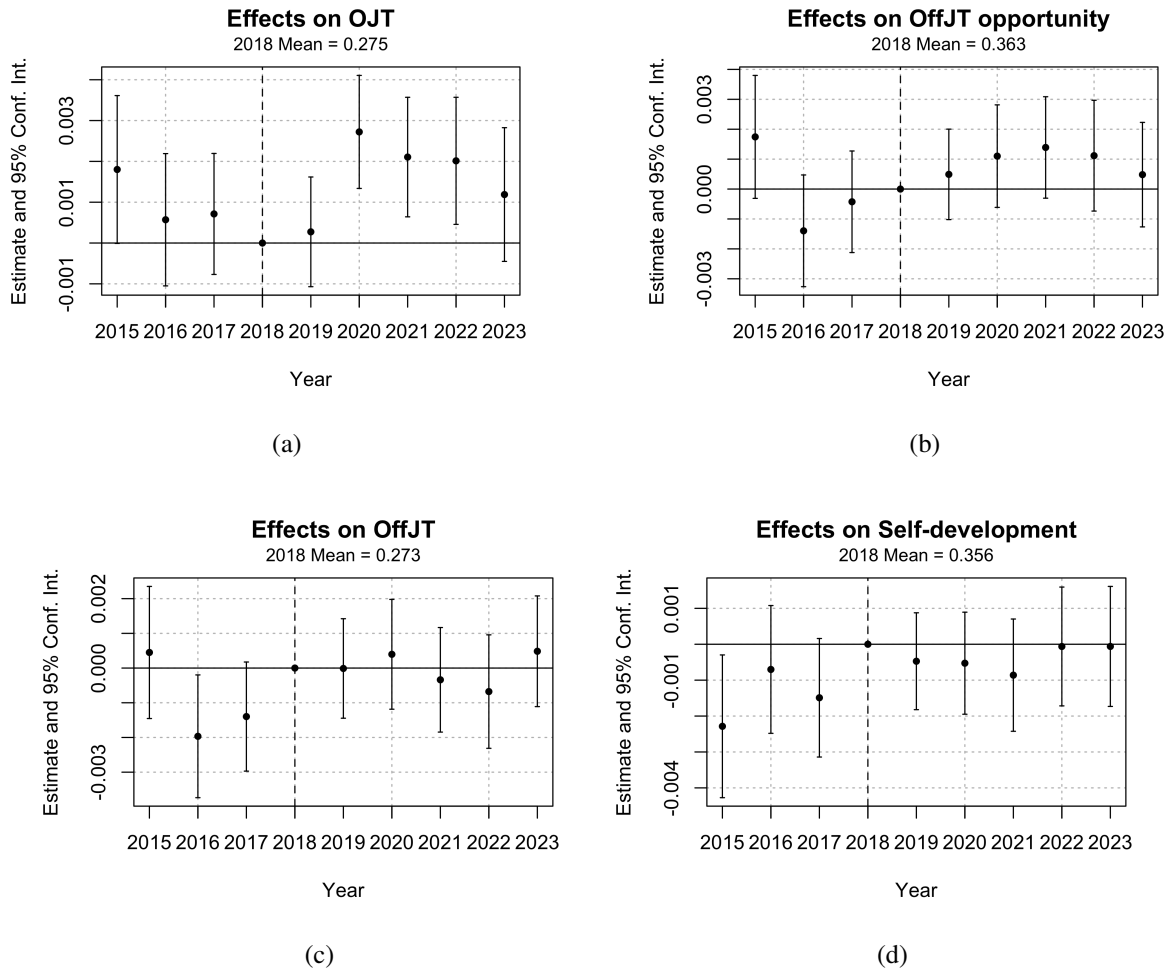 Effects on OJT
2018 Mean = 0.275
Estimate and 95% Conf. Int.
0.003
0.001
-0.001
2015 2016 2017 2018 2019 2020 2021 2022 2023
Year
(a)
Effects on OffJT opportunity
2018 Mean = 0.363
Estimate and 95% Conf. Int.
0.003
0.000
-0.003
2015 2016 2017 2018 2019 2020 2021 2022 2023
Year
(b)
Effects on OffJT
2018 Mean = 0.273
Estimate and 95% Conf. Int.
0.002
0.000
-0.003
2015 2016 2017 2018 2019 2020 2021 2022 2023
Year
(c)
Effects on Self-development
2018 Mean = 0.356
Estimate and 95% Conf. Int.
0.001
-0.001
-0.004
2015 2016 2017 2018 2019 2020 2021 2022 2023
Year
(d)